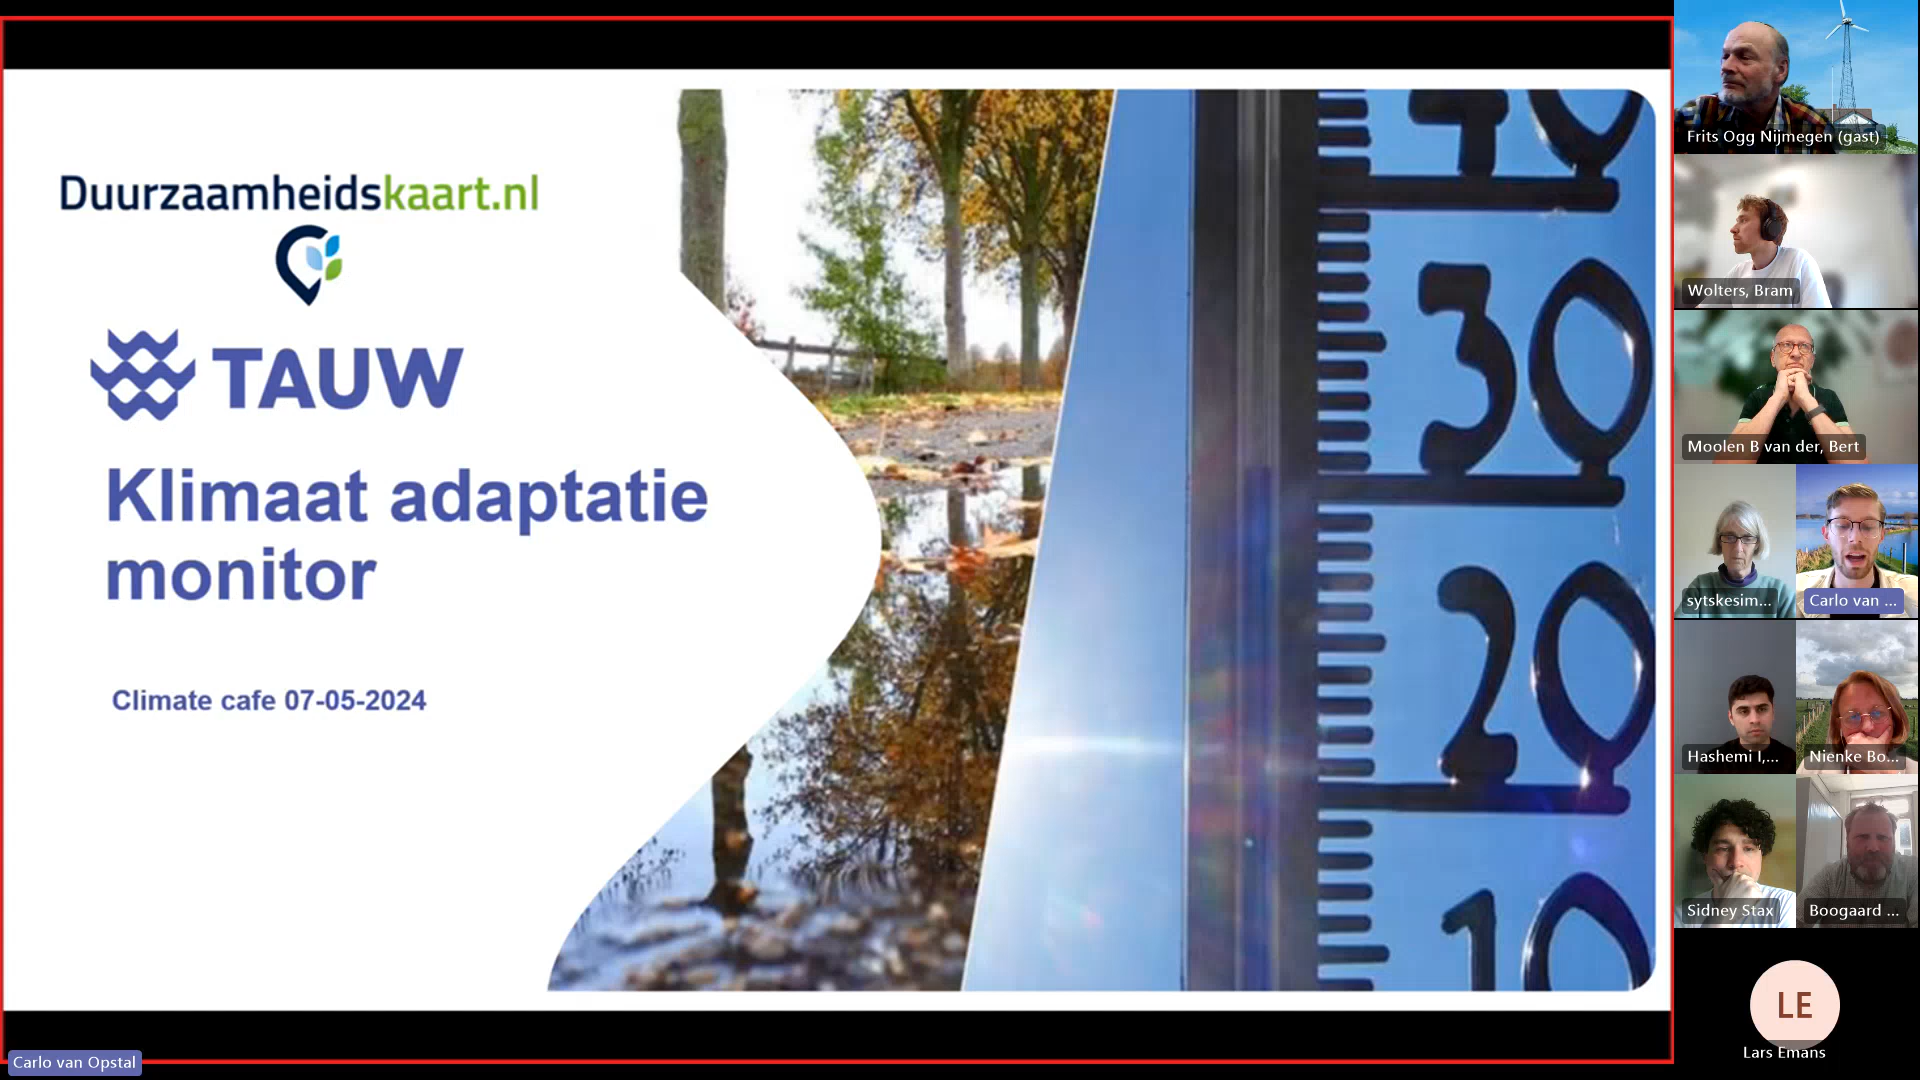 Duurzaamheidskaart.nl
TAUW
Klimaat adaptatie
monitor
Climate cafe 07-05-2024
40
30
20
10
Carlo van Opstal
Frits Ogg Nijmegen (gast)
Wolters, Bram
Moolen B van der, Bert
sytskesim...
Carlo van ...
Hashemi I,...
Nienke Bo...
Sidney Stax
Boogaard ...
LE
Lars Emans